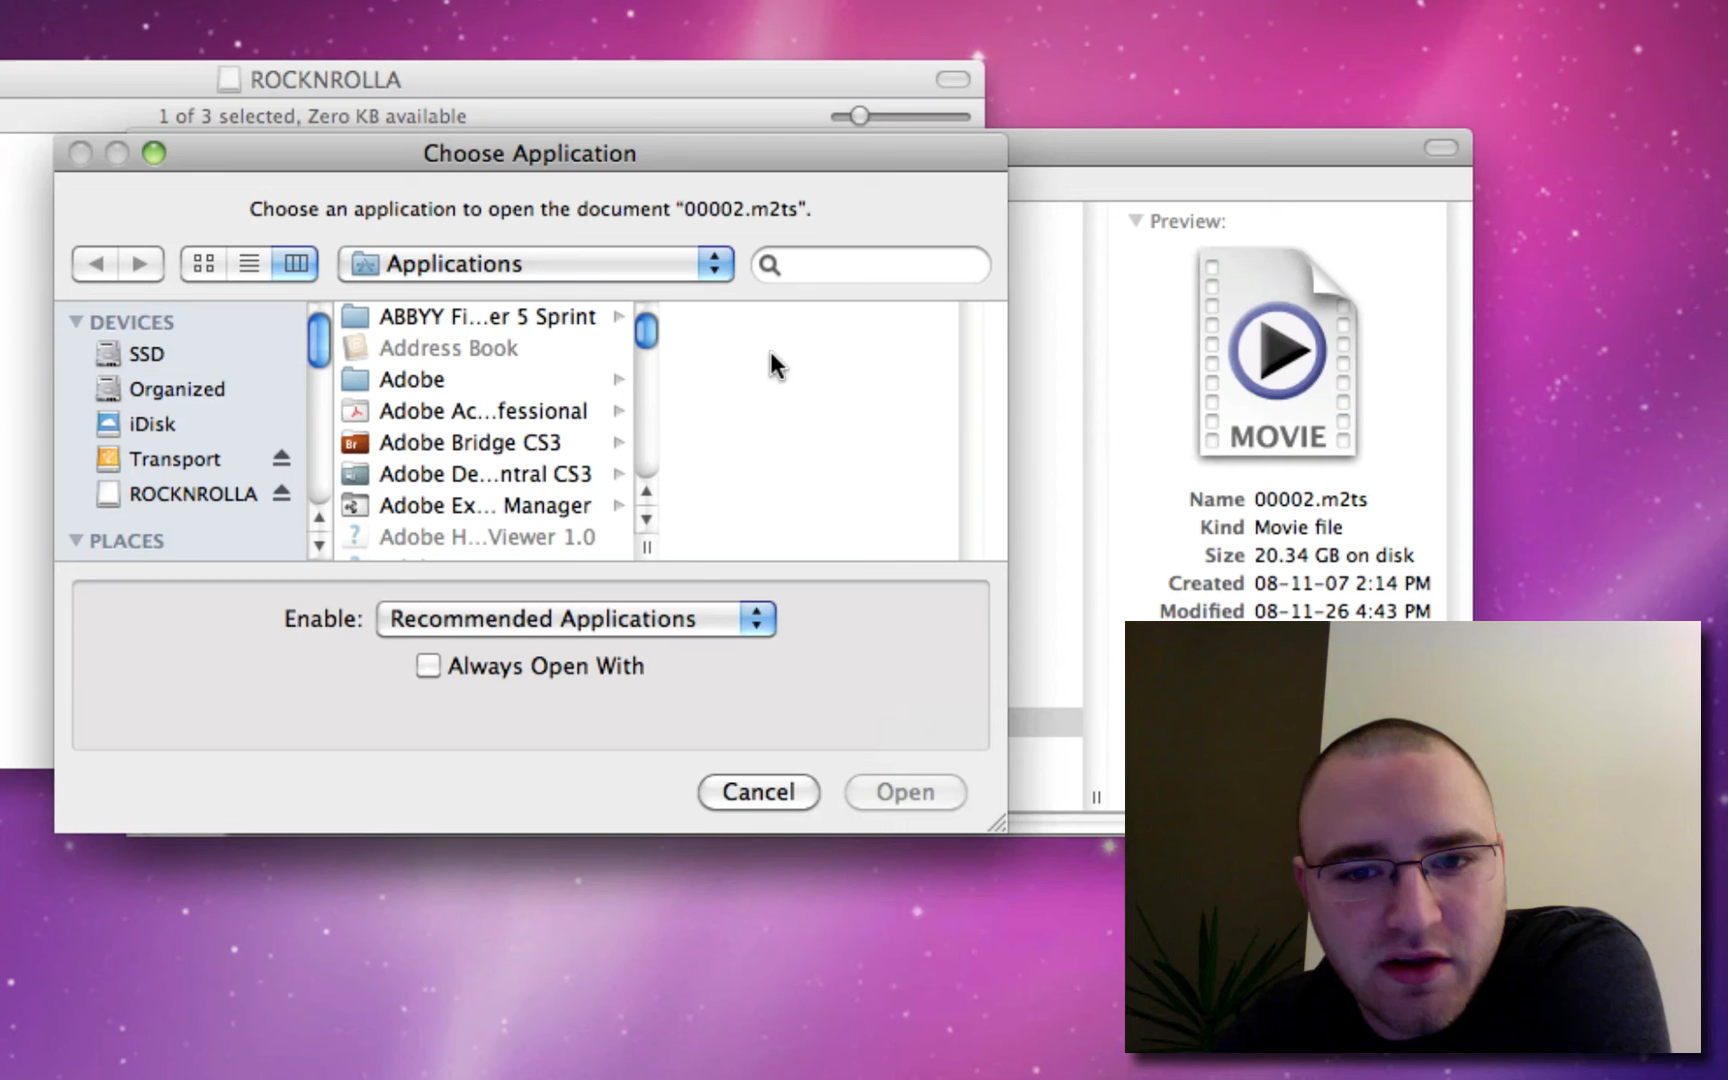 ROCKNROLLA
1 of 3 selected, Zero KB available
Choose Application
Choose an application to open the document “00002.m2ts”.
Applications
DEVICES
SSD
Organized
iDisk
Transport
ROCKNROLLA
PLACES
ABBYY Fi...er 5 Sprint
Address Book
Adobe
Adobe Ac...fessional
Br
Adobe Bridge CS3
Adobe De...ntral CS3
Adobe Ex... Manager
Adobe H...Viewer 1.0
Enable: Recommended Applications
Always Open With
Cancel
Open
Preview:
MOVIE
Name 00002.m2ts
Kind Movie file
Size 20.34 GB on disk
Created 08-11-07 2:14 PM
Modified 08-11-26 4:43 PM